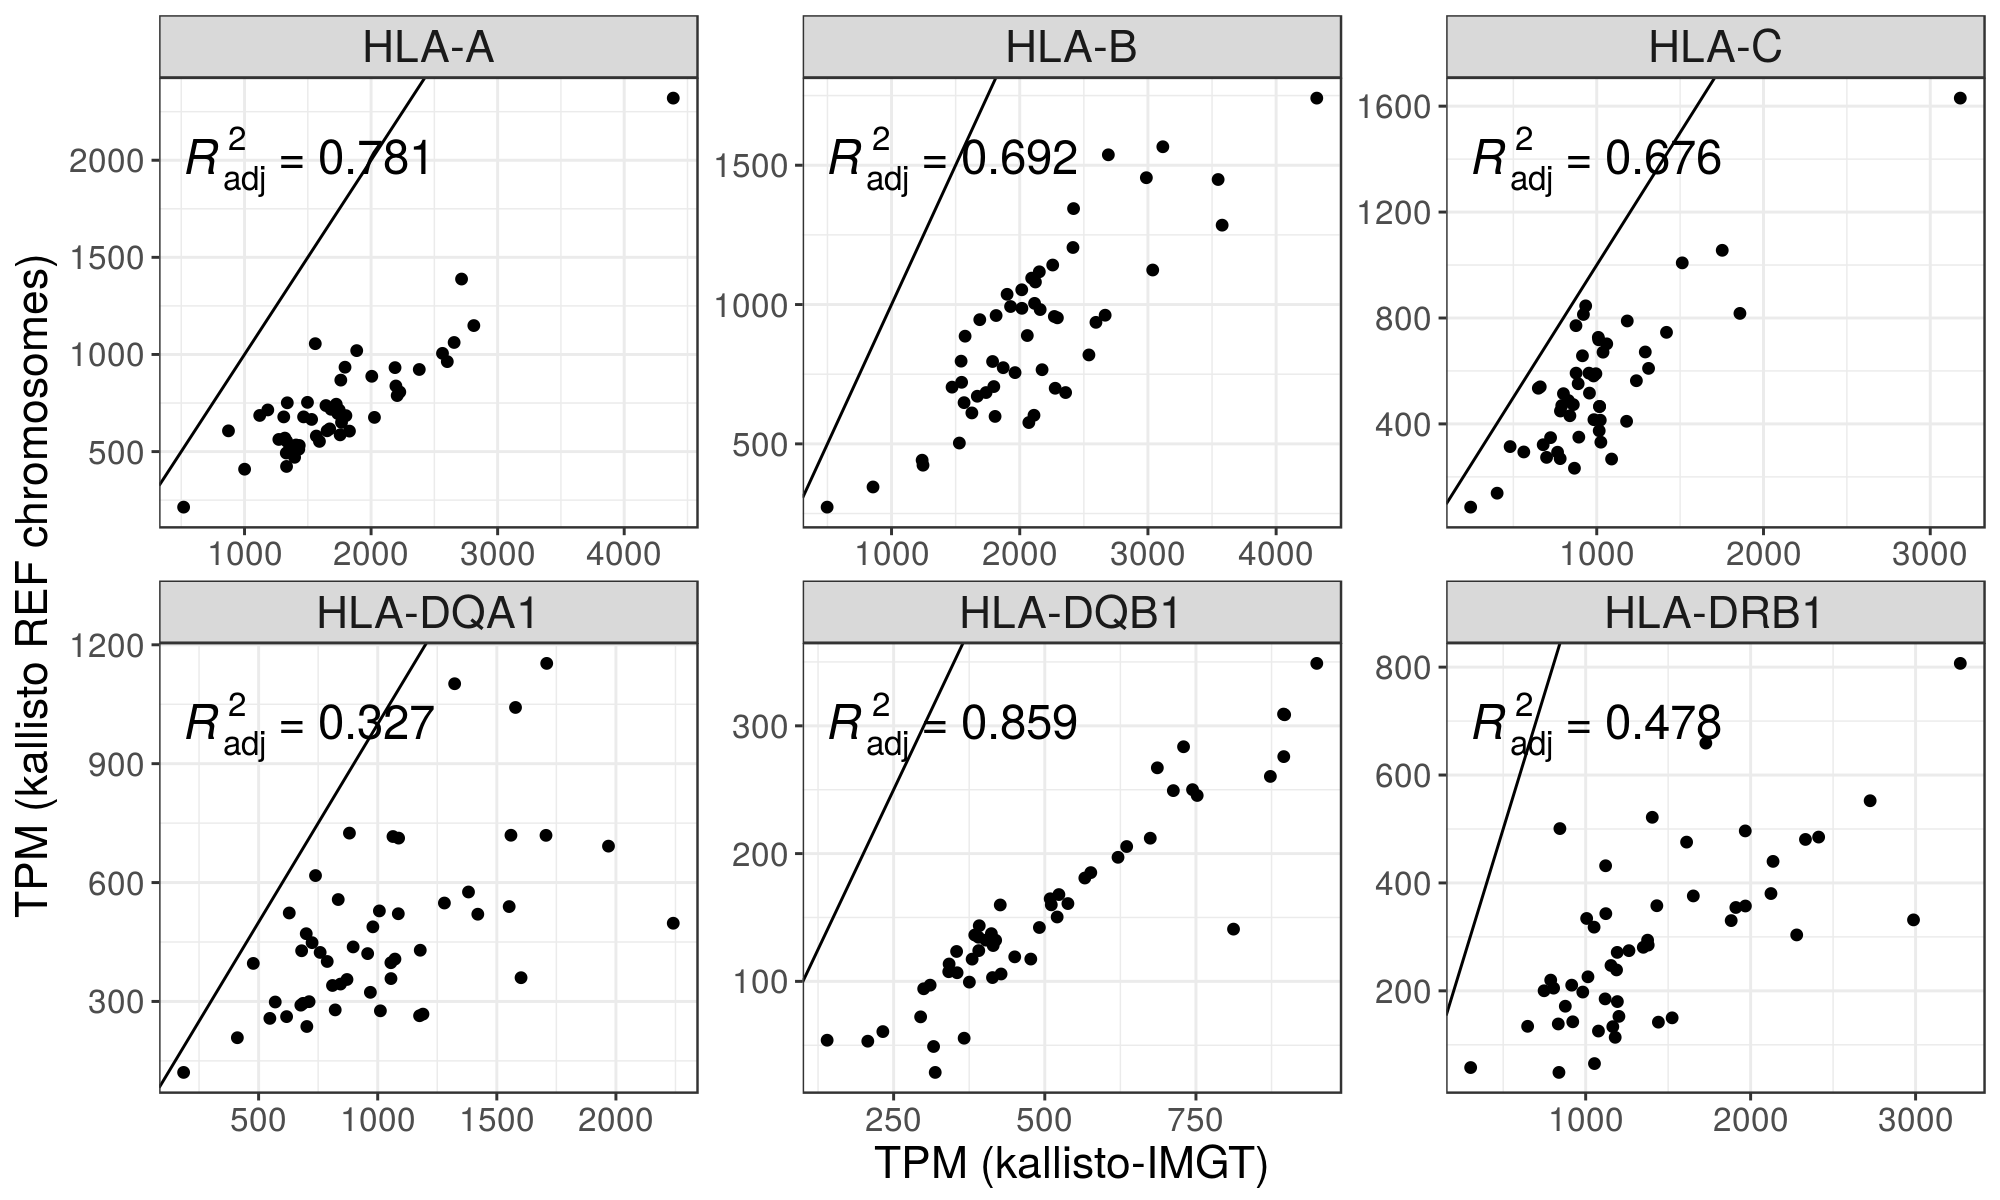 HLA-A HLA-B HLA-C
R²adj = 0.781 R²adj = 0.692 R²adj = 0.676
2000
1500
1000
500
1500
1000
500
1600
1200
800
400
1000 2000 3000 4000
1000 2000 3000 4000
1000 2000 3000
HLA-DQA1 HLA-DQB1 HLA-DRB1
R²adj = 0.327 R²adj = 0.859 R²adj = 0.478
1200
900
600
300
300
200
100
800
600
400
200
500 1000 1500 2000
250 500 750
1000 2000 3000
TPM (kallisto REF chromosomes)
TPM (kallisto-IMGT)